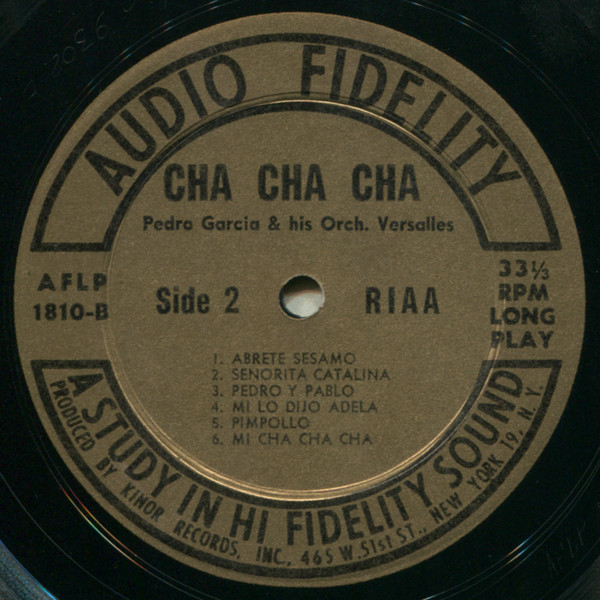 AUDIO FIDELITY
CHA CHA CHA
Pedro Garcia & his Orch. Versalles
AFLP
1810-B
Side 2
RIAA
33⅓
RPM
LONG
PLAY
1. ABRETE SESAMO
2. SENORITA CATALINA
3. PEDRO Y PABLO
4. MI LO DIJO ADELA
5. PIMPOLLO
6. MI CHA CHA CHA
A STUDY IN HI FIDELITY SOUND
PRODUCED BY KINOR RECORDS, INC., 465 W. 51st ST., NEW YORK 19, N. Y.